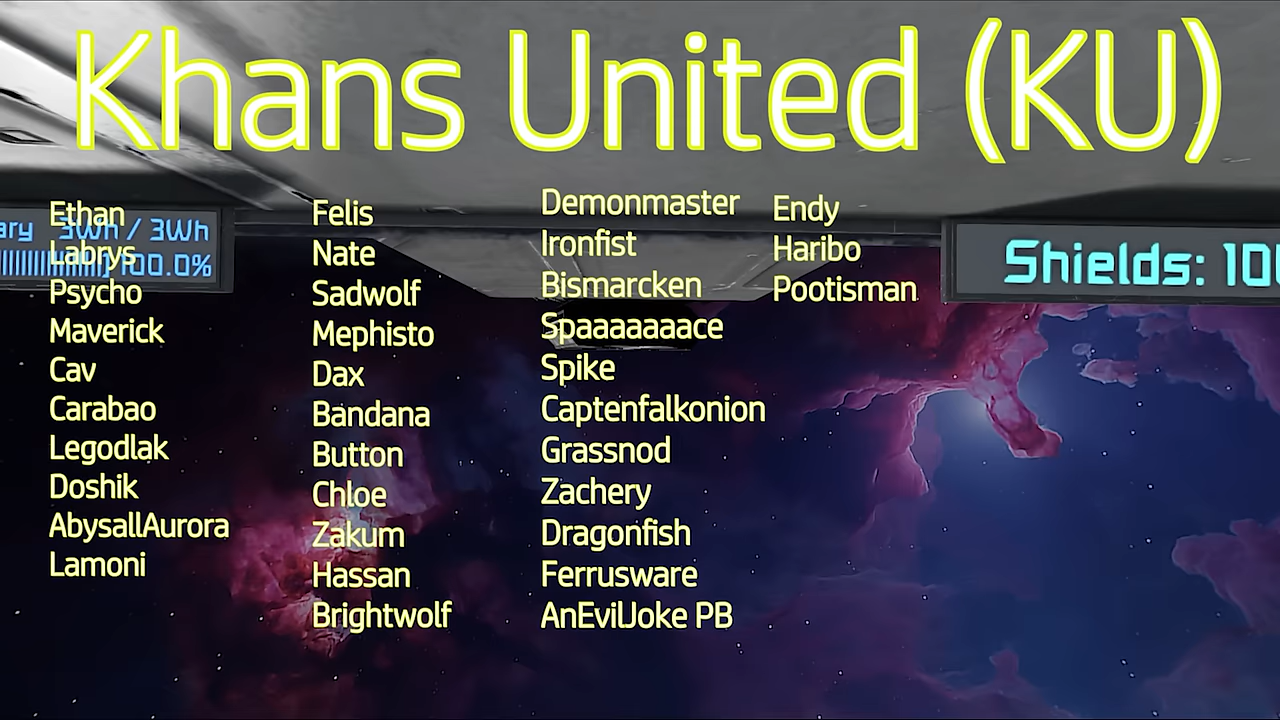 Khans United (KU)
Ethan
Labrys
Psycho
Maverick
Cav
Carabao
Legodlak
Doshik
AbysallAurora
Lamoni
Felis
Nate
Sadwolf
Mephisto
Dax
Bandana
Button
Chloe
Zakum
Hassan
Brightwolf
Demonmaster
Ironfist
Bismarcken
Spaaaaaaace
Spike
Captenfalkonion
Grassnod
Zachery
Dragonfish
Ferrusware
AnEvilJoke PB
Endy
Haribo
Pootisman
3Wh / 3Wh
100.0%
Shields: